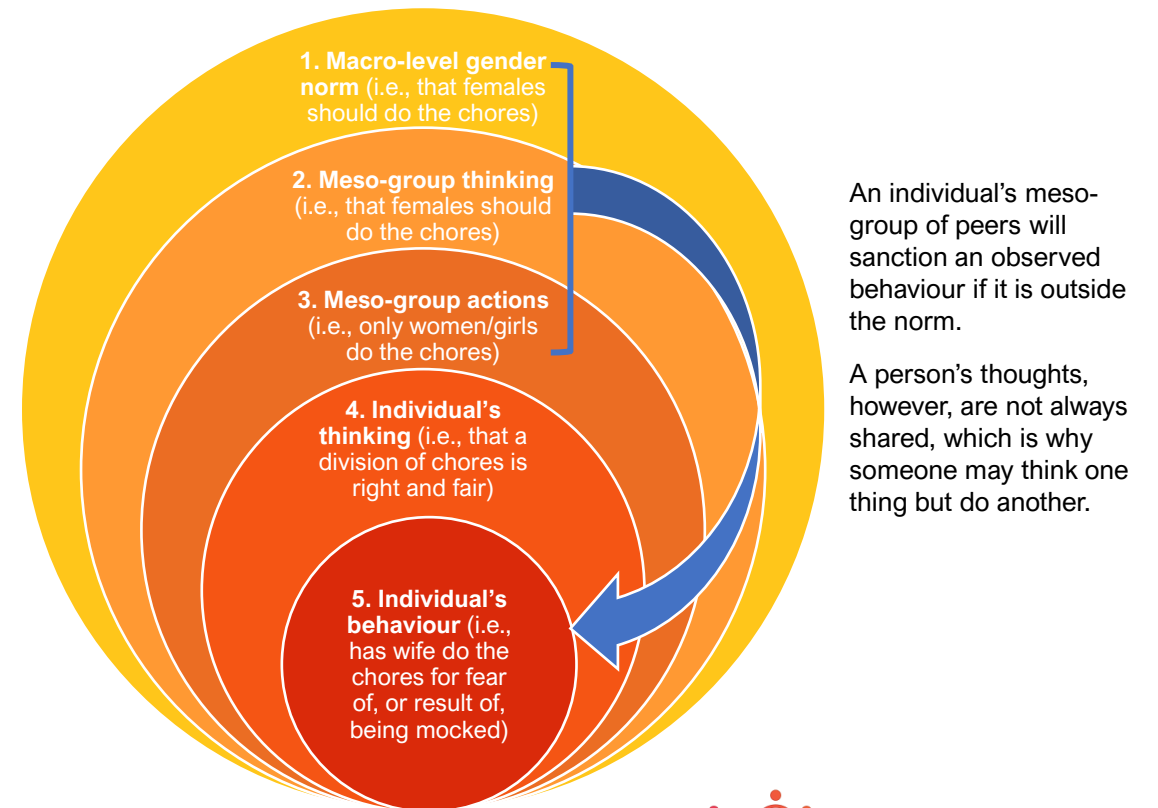 1. Macro-level gender
norm (i.e., that females
should do the chores)
2. Meso-group thinking
(i.e., that females should
do the chores)
3. Meso-group actions
(i.e., only women/girls
do the chores)
4. Individual’s
thinking (i.e., that a
division of chores is
right and fair)
5. Individual’s
behaviour (i.e.,
has wife do the
chores for fear
of, or result of,
being mocked)
An individual’s meso-
group of peers will
sanction an observed
behaviour if it is outside
the norm.
A person’s thoughts,
however, are not always
shared, which is why
someone may think one
thing but do another.